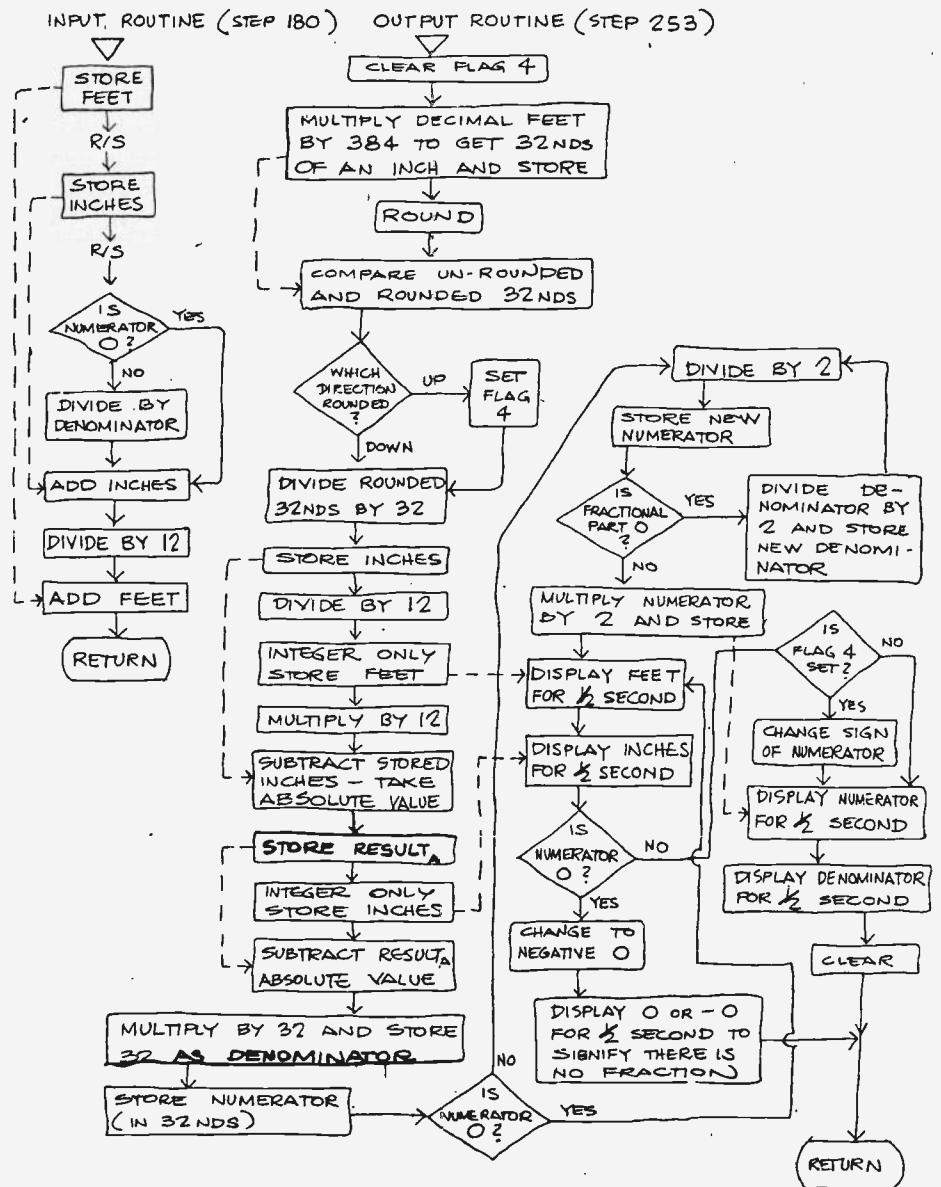 INPUT ROUTINE (STEP 180)
STORE
FEET
R/S
STORE
INCHES
R/S
IS
NUMERATOR
0 ?
YES
NO
DIVIDE BY
DENOMINATOR
ADD INCHES
DIVIDE BY 12
ADD FEET
RETURN
OUTPUT ROUTINE (STEP 253)
CLEAR FLAG 4
MULTIPLY DECIMAL FEET
BY 384 TO GET 32NDS
OF AN INCH AND STORE
ROUND
COMPARE UN-ROUNDED
AND ROUNDED 32NDS
WHICH
DIRECTION
ROUNDED
?
UP
SET
FLAG
4
DOWN
DIVIDE ROUNDED
32NDS BY 32
STORE INCHES
DIVIDE BY 12
INTEGER ONLY
STORE FEET
MULTIPLY BY 12
SUBTRACT STORED
INCHES - TAKE
ABSOLUTE VALUE
STORE RESULT A
INTEGER ONLY
STORE INCHES
SUBTRACT RESULT A
ABSOLUTE VALUE
MULTIPLY BY 32 AND STORE
32 AS DENOMINATOR
STORE NUMERATOR
(IN 32NDS)
IS
NUMERATOR
0 ?
NO
YES
DIVIDE BY 2
STORE NEW
NUMERATOR
IS
FRACTIONAL
PART 0
?
YES
DIVIDE DE-
NOMINATOR BY
2 AND STORE
NEW DENOMI-
NATOR
NO
MULTIPLY NUMERATOR
BY 2 AND STORE
DISPLAY FEET
FOR 1/2 SECOND
DISPLAY INCHES
FOR 1/2 SECOND
IS
NUMERATOR
0 ?
NO
YES
CHANGE TO
NEGATIVE 0
DISPLAY 0 OR -0
FOR 1/2 SECOND TO
SIGNIFY THERE IS
NO FRACTION
IS
FLAG 4
SET ?
NO
YES
CHANGE SIGN
OF NUMERATOR
DISPLAY NUMERATOR
FOR 1/2 SECOND
DISPLAY DENOMINATOR
FOR 1/2 SECOND
CLEAR
RETURN